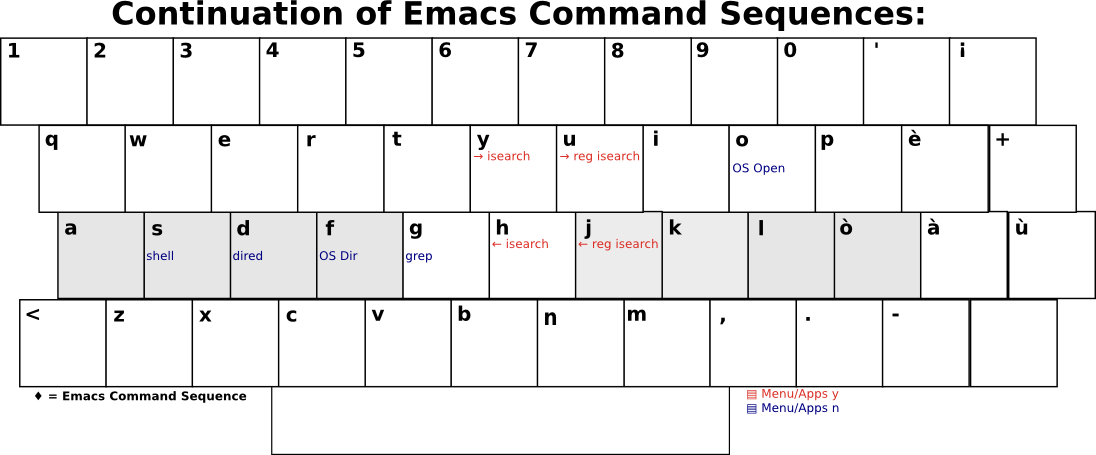 Continuation of Emacs Command Sequences:
1 2 3 4 5 6 7 8 9 0 ' ¡
q w e r t y u i o p è +
→ isearch → reg isearch OS Open
a s d f g h j k l ò à ù
← isearch ← reg isearch
shell dired OS Dir grep
< z x c v b n m , . -
♦ = Emacs Command Sequence
▤ Menu/Apps y
▤ Menu/Apps n